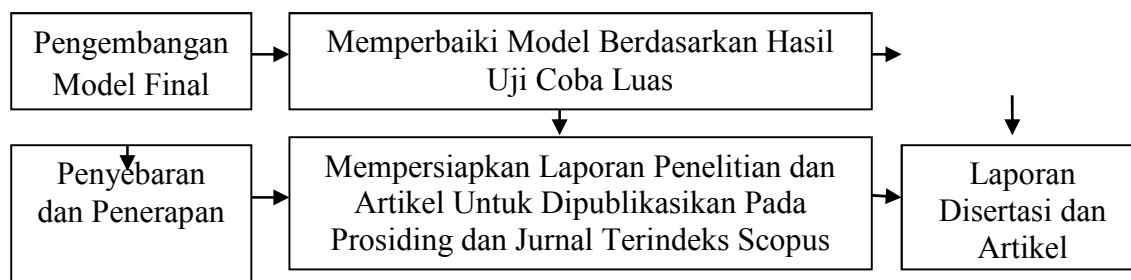 Pengembangan
Model Final
Memperbaiki Model Berdasarkan Hasil
Uji Coba Luas
Penyebaran
dan Penerapan
Mempersiapkan Laporan Penelitian dan
Artikel Untuk Dipublikasikan Pada
Prosiding dan Jurnal Terindeks Scopus
Laporan
Disertasi dan
Artikel